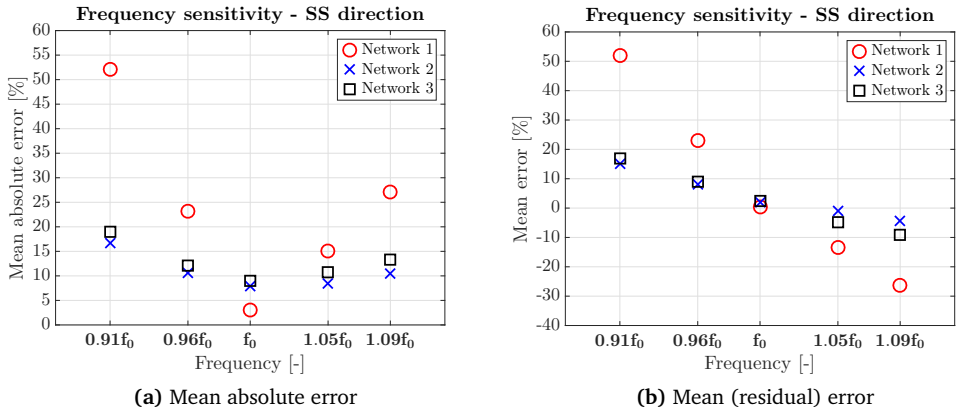 Frequency sensitivity - SS direction
60
55
50
45
40
35
30
25
20
15
10
5
0
Mean absolute error [%]
Network 1
Network 2
Network 3
0.91f0 0.96f0 f0 1.05f0 1.09f0
Frequency [-]
(a) Mean absolute error
Frequency sensitivity - SS direction
60
50
40
30
20
10
0
-10
-20
-30
-40
Mean error [%]
Network 1
Network 2
Network 3
0.91f0 0.96f0 f0 1.05f0 1.09f0
Frequency [-]
(b) Mean (residual) error